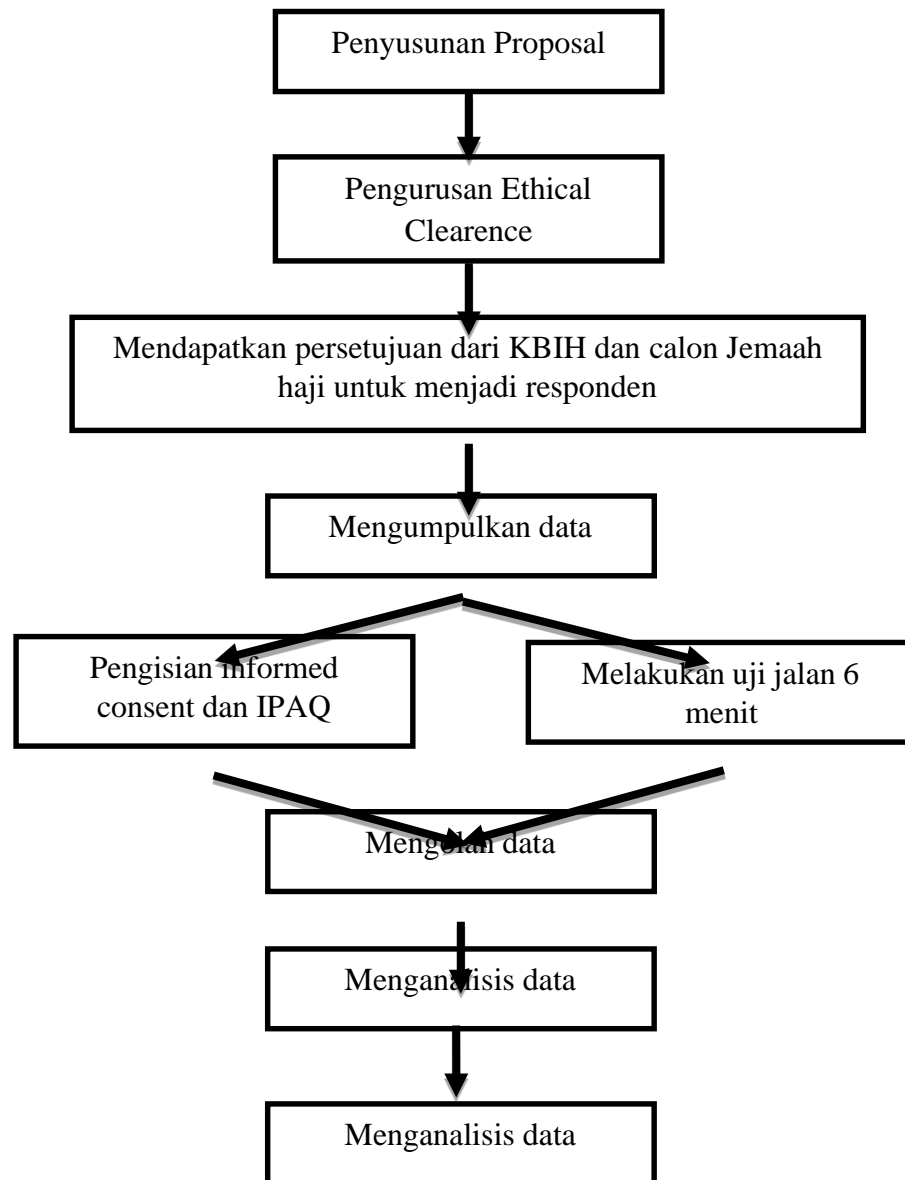 Penyusunan Proposal
Pengurusan Ethical
Clearence
Mendapatkan persetujuan dari KBIH dan calon Jemaah
haji untuk menjadi responden
Mengumpulkan data
Pengisian informed
consent dan IPAQ
Melakukan uji jalan 6
menit
Mengolah data
Menganalisis data
Menganalisis data